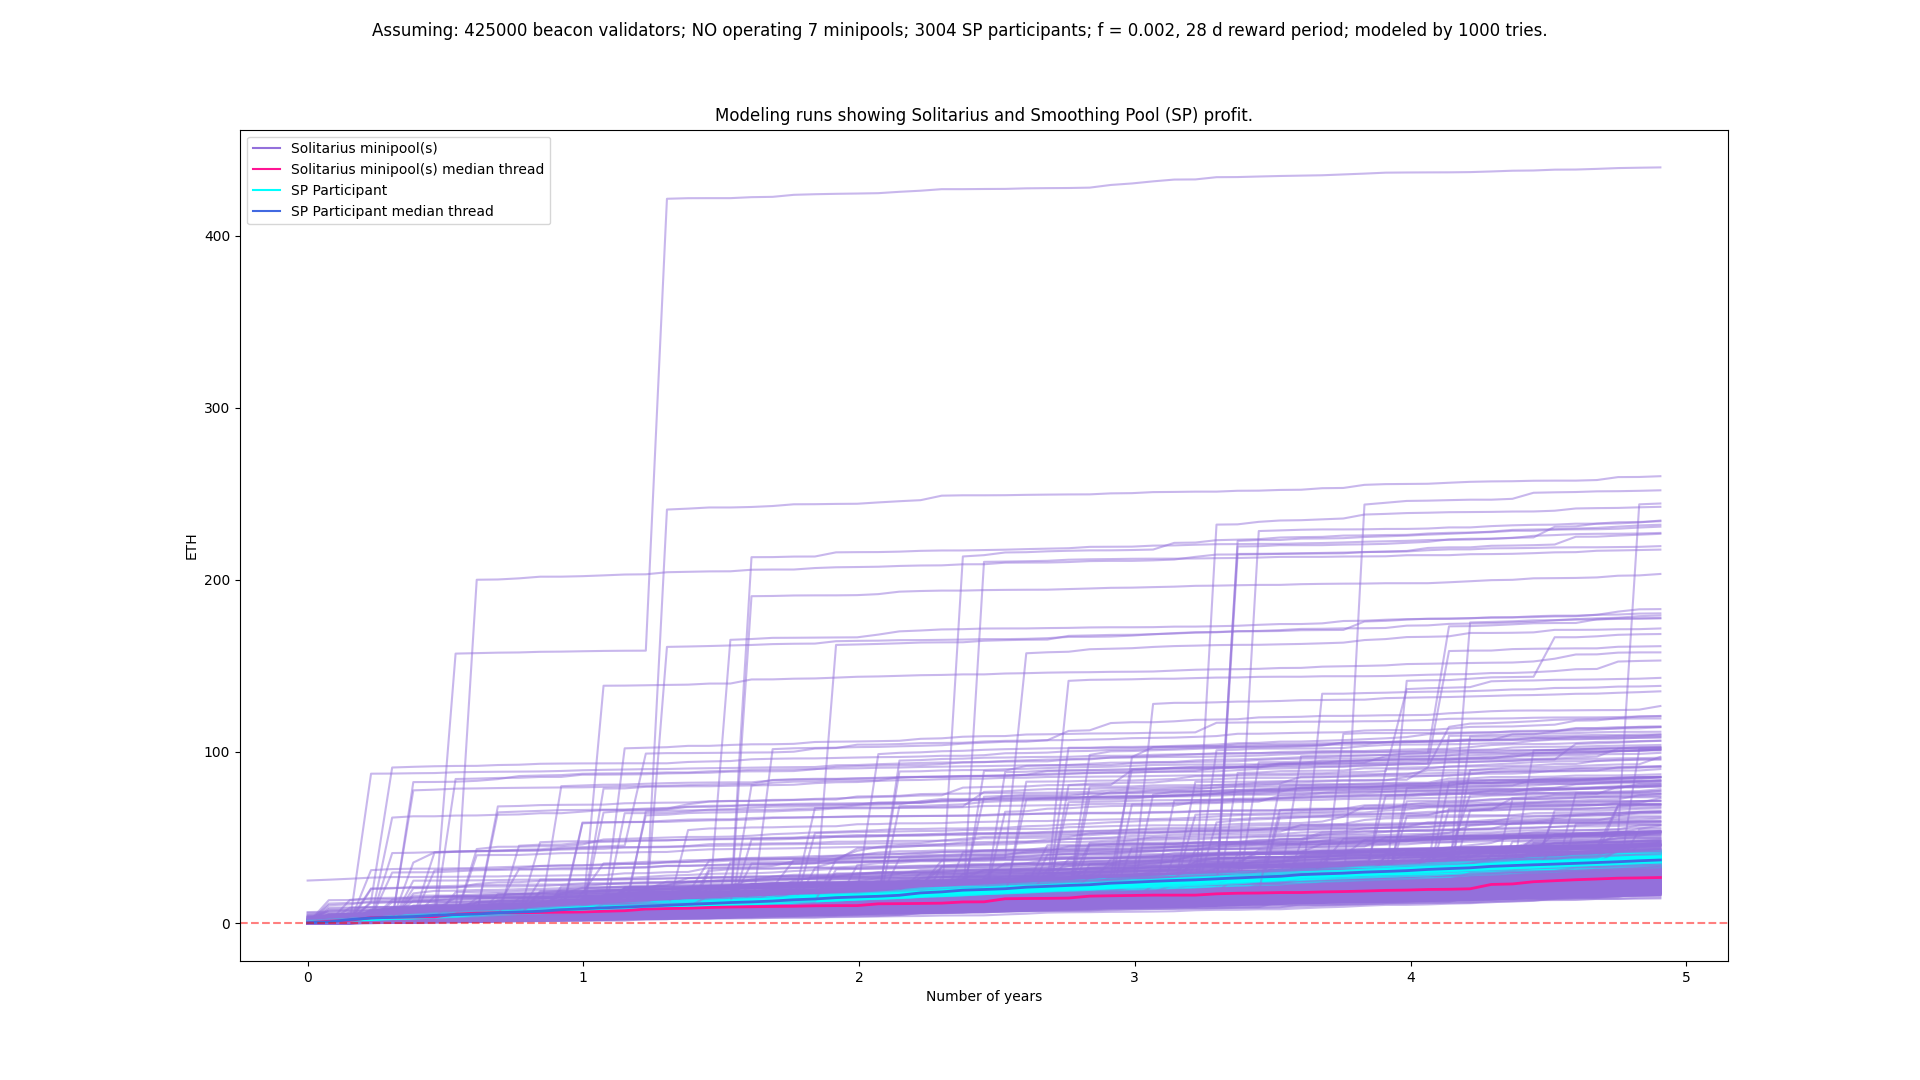 Assuming: 425000 beacon validators; NO operating 7 minipools; 3004 SP participants; f = 0.002, 28 d reward period; modeled by 1000 tries.
Modeling runs showing Solitarius and Smoothing Pool (SP) profit.
Solitarius minipool(s)
Solitarius minipool(s) median thread
SP Participant
SP Participant median thread
400
300
200
100
0
ETH
0 1 2 3 4 5
Number of years